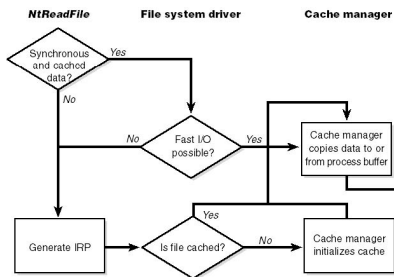 NtReadFile
File system driver
Cache manager
Synchronous
and cached
data?
Yes
No
No
Fast I/O
possible?
Yes
Cache manager
copies data to or
from process buffer
Yes
Generate IRP
Is file cached?
No
Cache manager
initializes cache